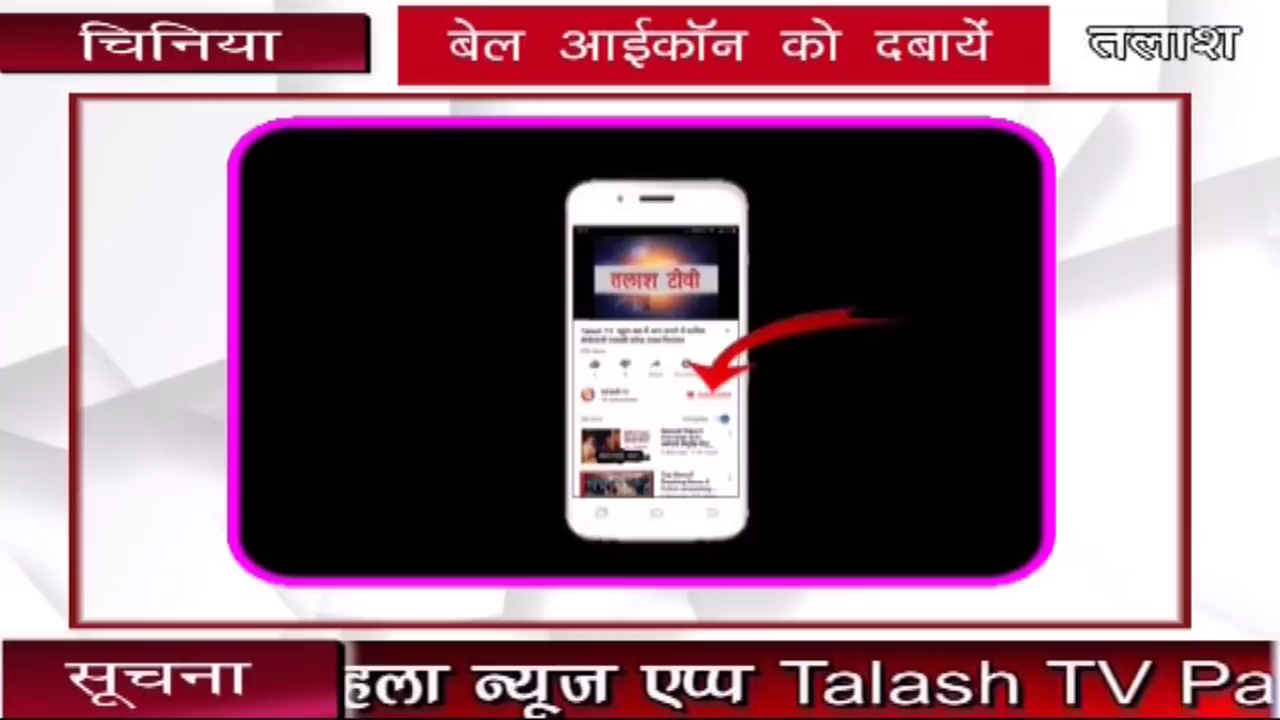 चिनिया
बेल आईकॉन को दबायें
तलाश
तलाश टीवी
सूचना
हला न्यूज एप्प Talash TV Pa